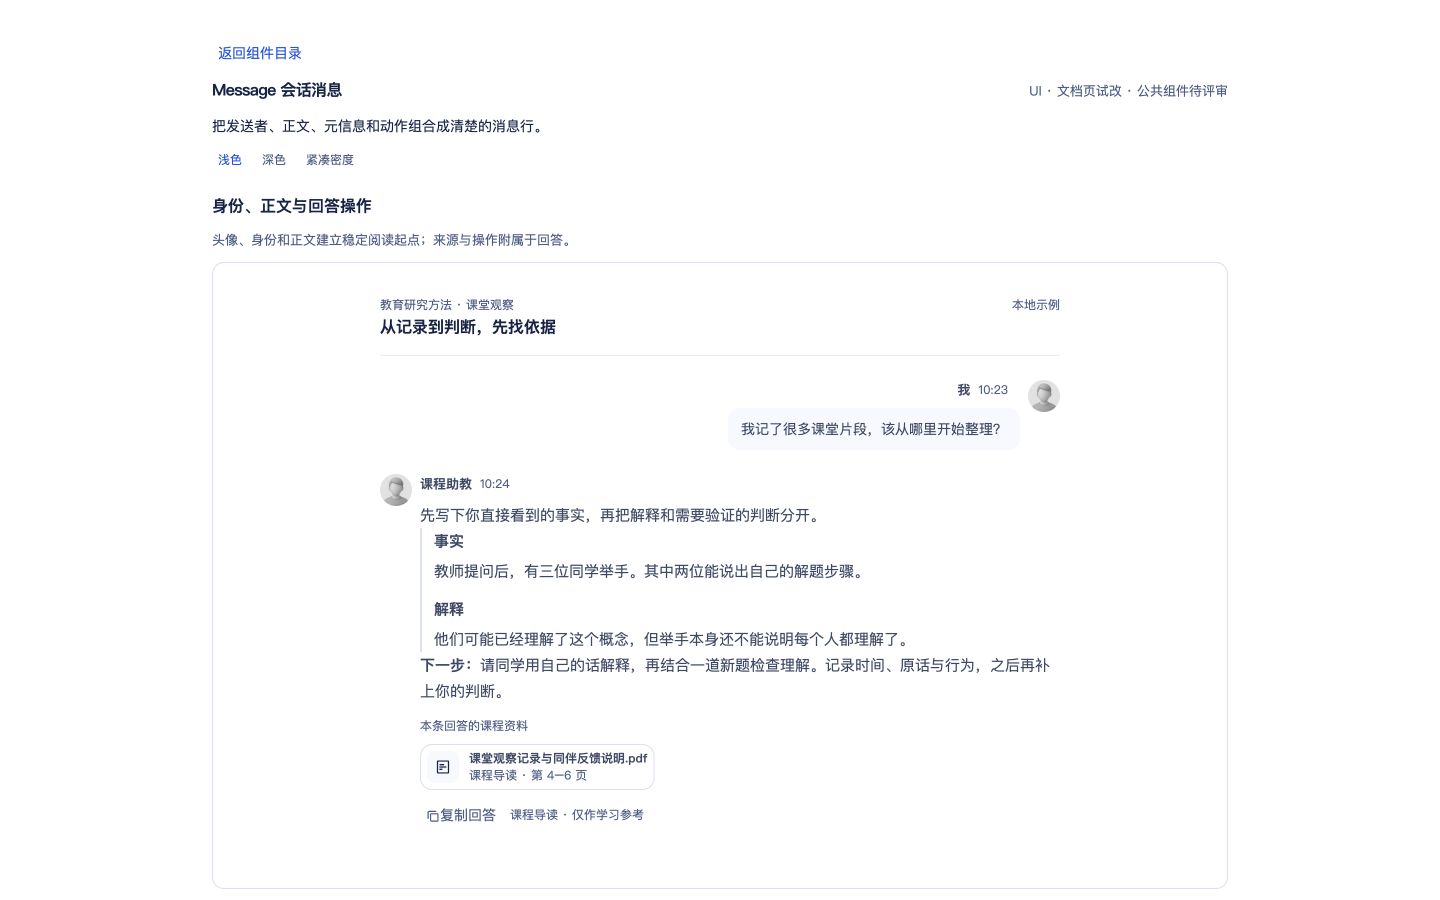 返回组件目录
Message 会话消息
UI · 文档页试改 · 公共组件待评审
把发送者、正文、元信息和动作组合成清楚的消息行。
浅色 深色 紧凑密度
身份、正文与回答操作
头像、身份和正文建立稳定阅读起点；来源与操作附属于回答。
教育研究方法 · 课堂观察
本地示例
从记录到判断，先找依据
我 10:23
我记了很多课堂片段，该从哪里开始整理？
课程助教 10:24
先写下你直接看到的事实，再把解释和需要验证的判断分开。
事实
教师提问后，有三位同学举手。其中两位能说出自己的解题步骤。
解释
他们可能已经理解了这个概念，但举手本身还不能说明每个人都理解了。
下一步：请同学用自己的话解释，再结合一道新题检查理解。记录时间、原话与行为，之后再补
上你的判断。
本条回答的课程资料
课堂观察记录与同伴反馈说明.pdf
课程导读 · 第 4—6 页
复制回答 课程导读 · 仅作学习参考